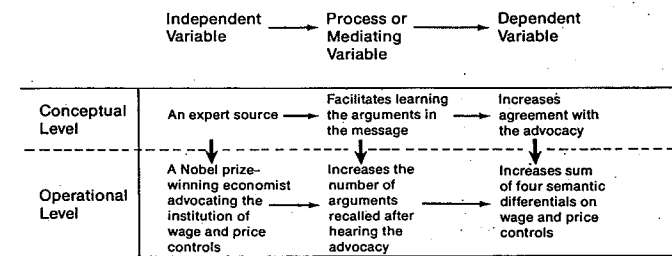 Independent
Variable
Process or
Mediating
Variable
Dependent
Variable
Conceptual
Level
An expert source
Facilitates learning
the arguments in
the message
Increases
agreement with
the advocacy
Operational
Level
A Nobel prize–
winning economist
advocating the
institution of
wage and price
controls
Increases the
number of
arguments
recalled after
hearing the
advocacy
Increases sum
of four semantic
differentials on
wage and price
controls